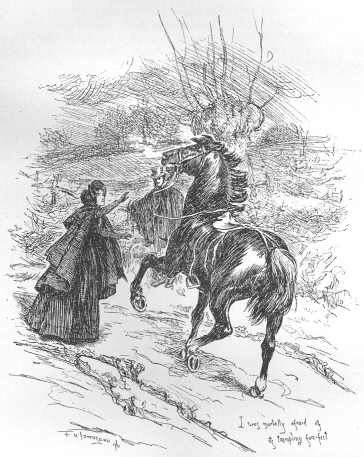 I was mortally afraid of
its trampling fore-feet
F. H. TOWNSEND